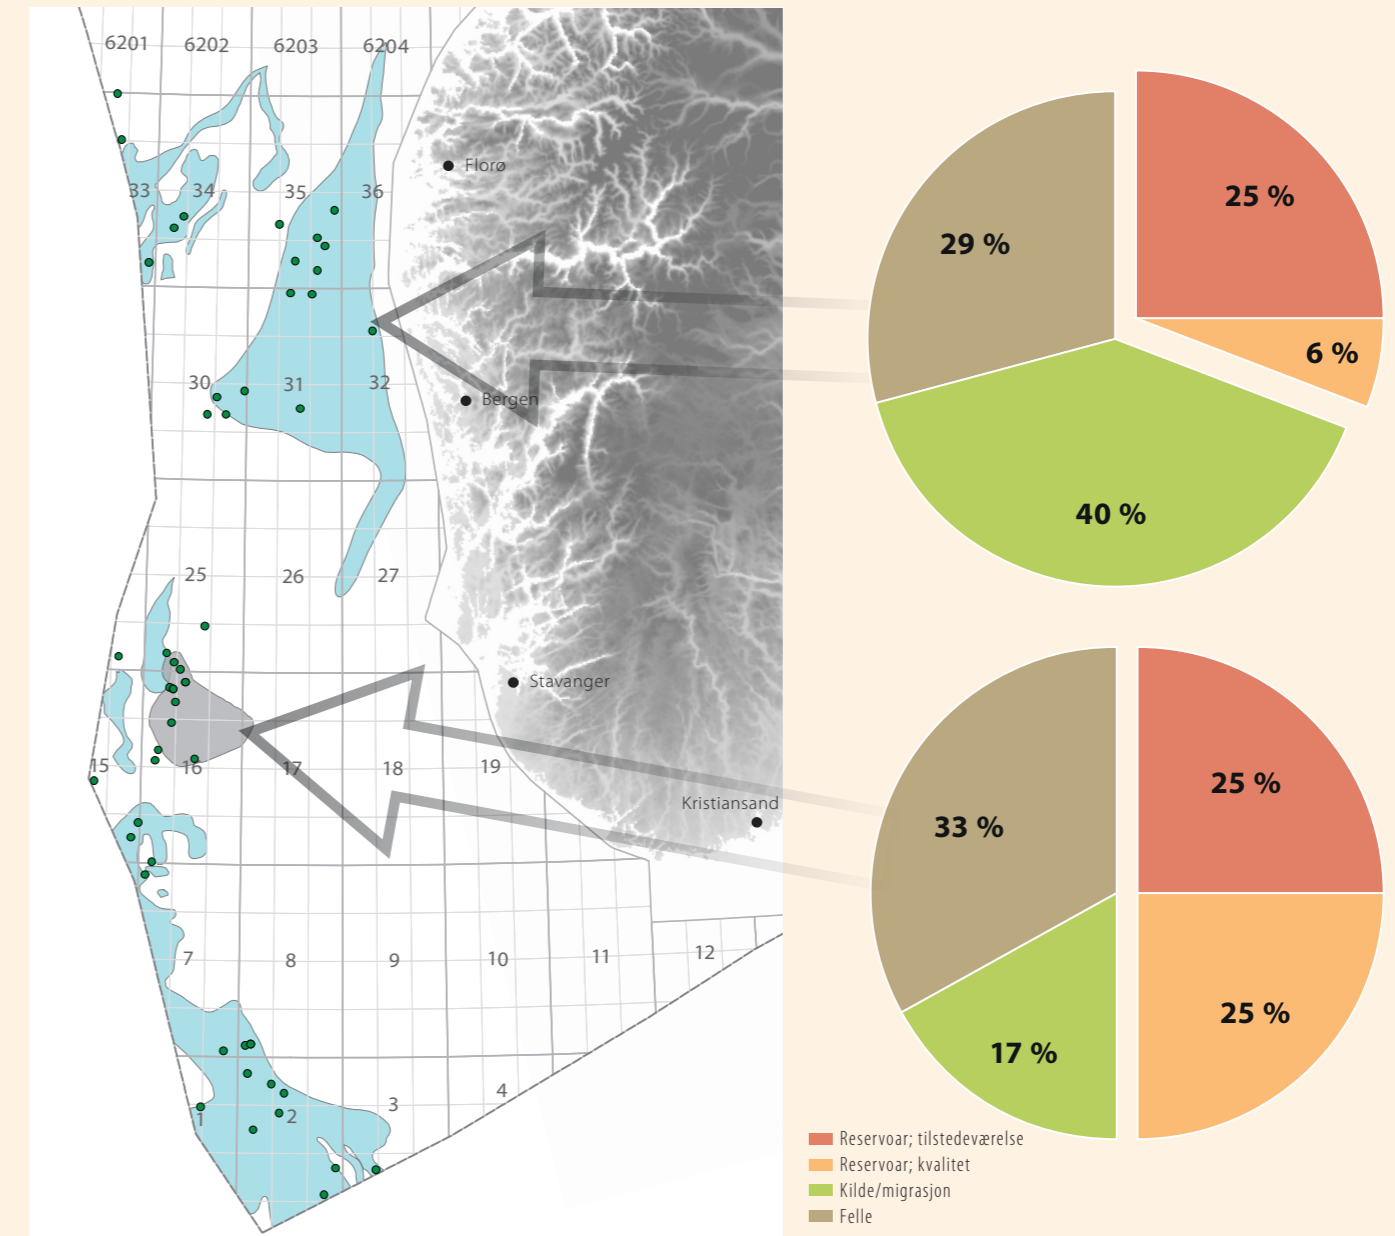 6201 6202 6203 6204
Florø
33 34 35 36
30 31 32
Bergen
25 26 27
Stavanger
15 16 17 18 19
Kristiansand
7 8 9 10 11 12
1 2 3 4
25 %
29 %
6 %
40 %
25 %
33 %
25 %
17 %
Reservoar; tilstedeværelse
Reservoar; kvalitet
Kilde/migrasjon
Felle